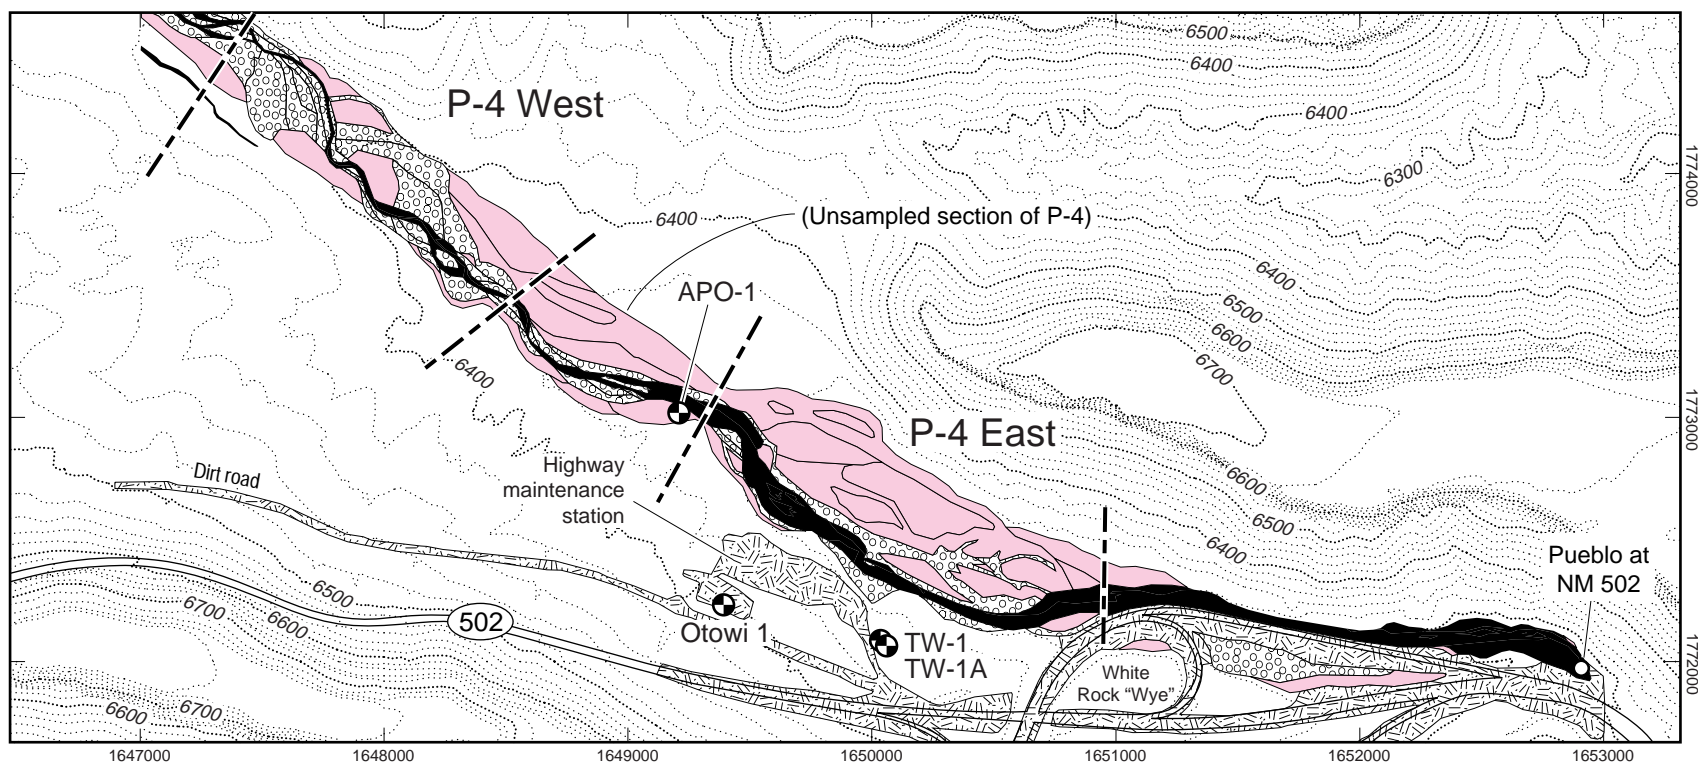 6500
6400
P-4 West
6400
1774000
6300
6400
(Unsampled section of P-4)
6400
APO-1
6500
6600
6400
6700
1773000
P-4 East
Highway
maintenance
station
Dirt road
6600
6500
6400
Pueblo at
NM 502
6500
6700
6600
502
Otowi 1
TW-1
TW-1A
White
Rock “Wye”
1772000
6600
6700
1647000
1648000
1649000
1650000
1651000
1652000
1653000